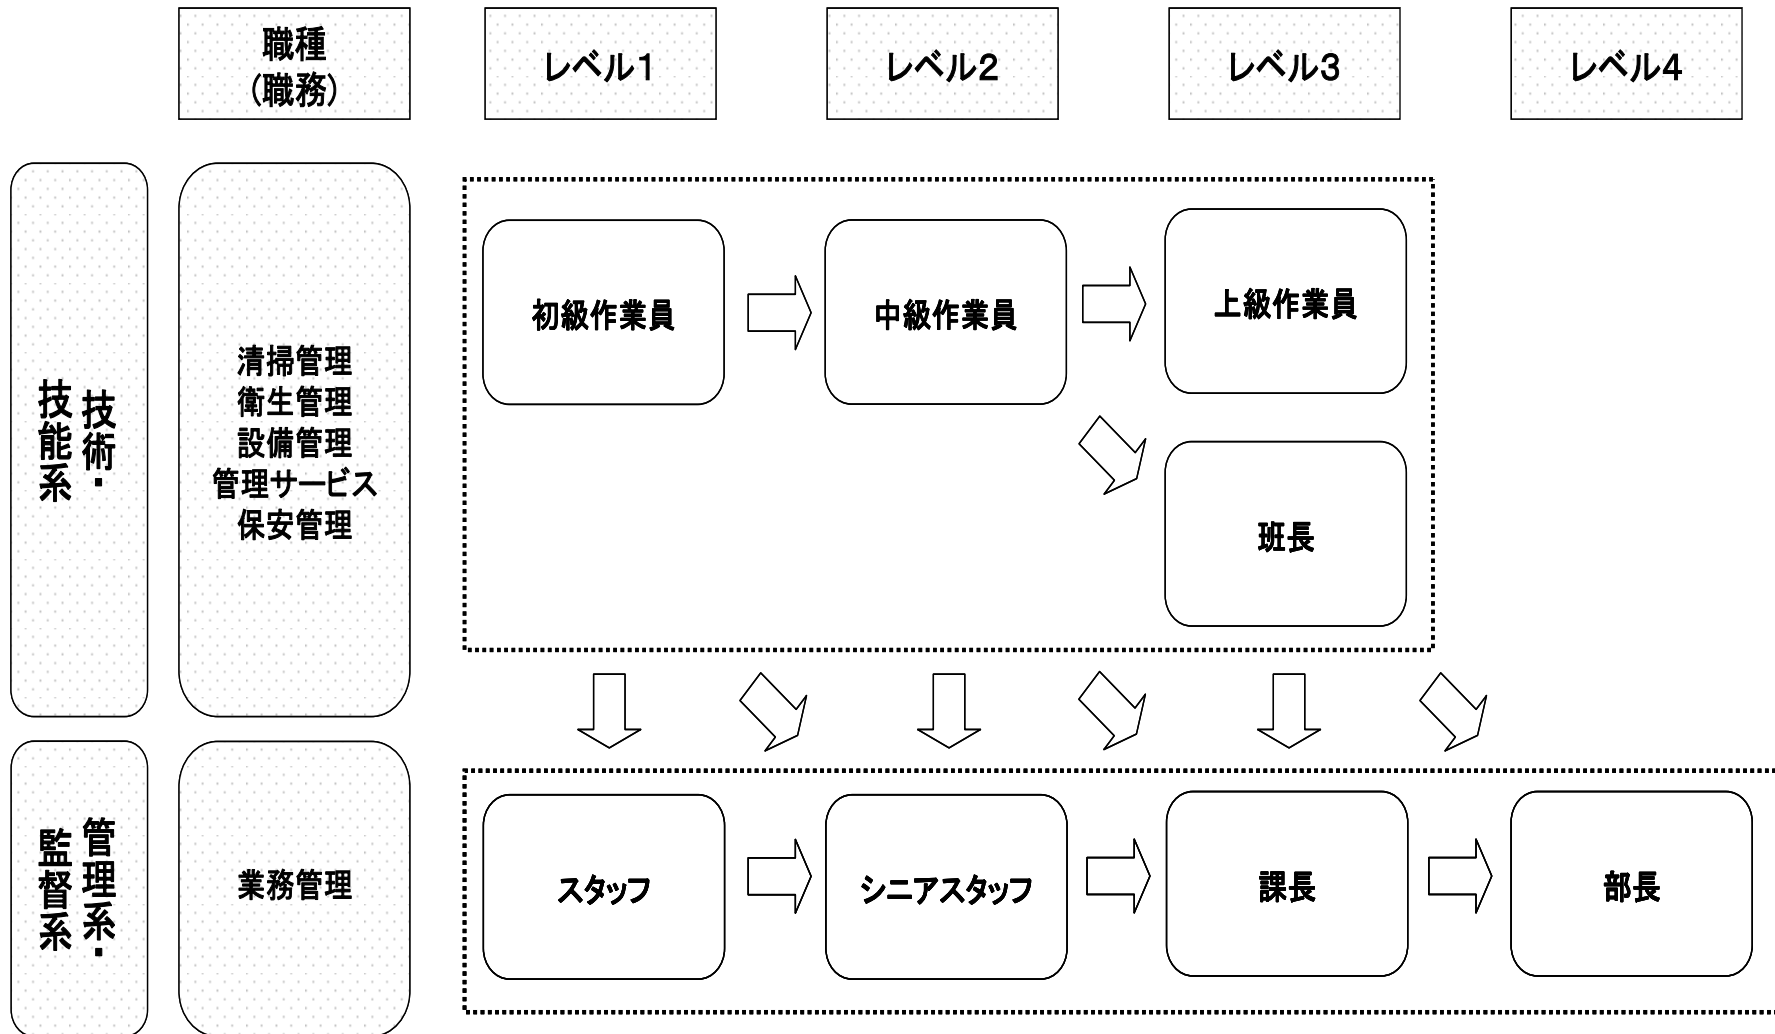 職種
(職務)
レベル1
レベル2
レベル3
レベル4
技術・
技能系
清掃管理
衛生管理
設備管理
管理サービス
保安管理
初級作業員
中級作業員
上級作業員
班長
管理系・
監督系
業務管理
スタッフ
シニアスタッフ
課長
部長